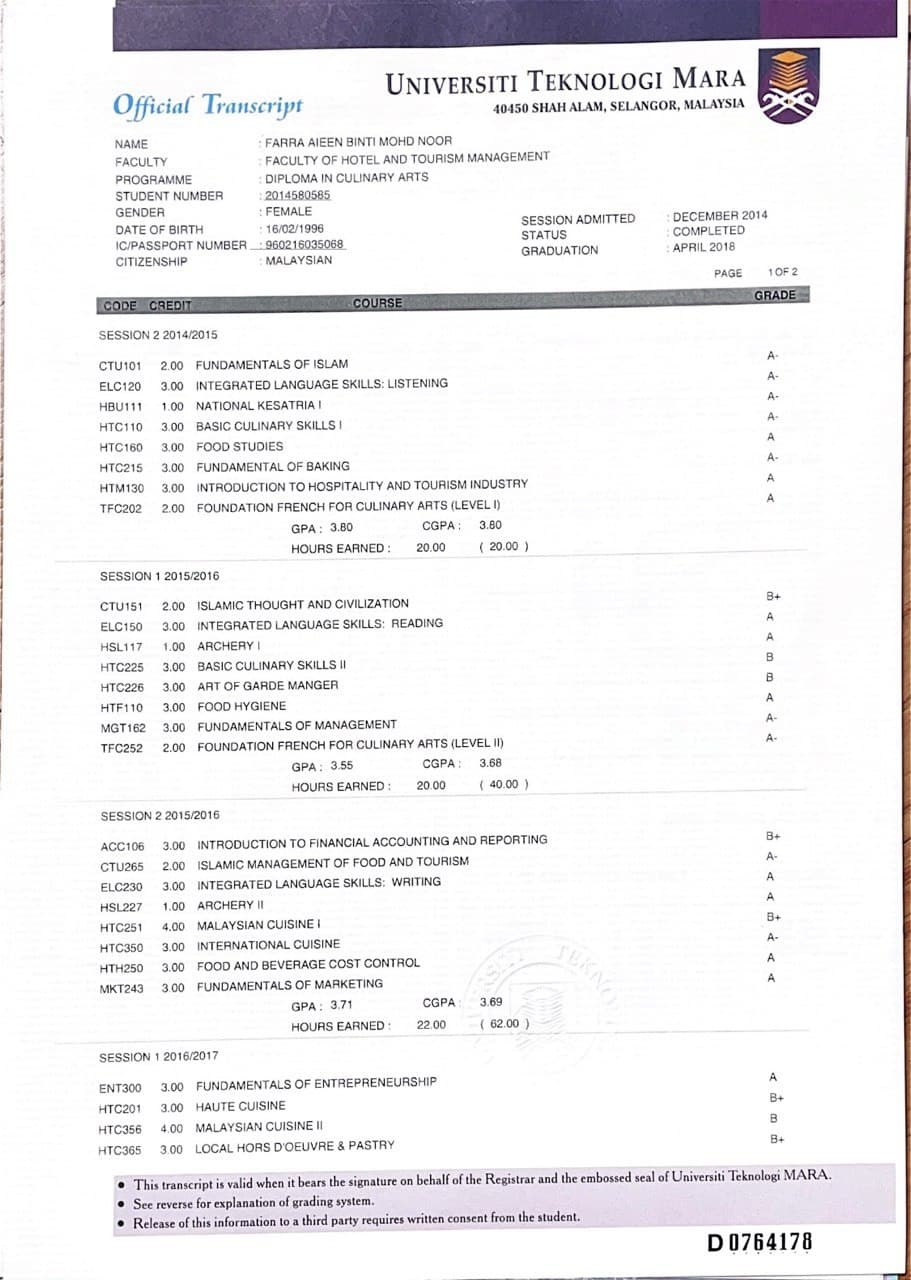 UNIVERSITI TEKNOLOGI MARA
40450 SHAH ALAM, SELANGOR, MALAYSIA
Official Transcript
NAME : FARRA AIEEN BINTI MOHD NOOR
FACULTY : FACULTY OF HOTEL AND TOURISM MANAGEMENT
PROGRAMME : DIPLOMA IN CULINARY ARTS
STUDENT NUMBER : 2014580585
GENDER : FEMALE
DATE OF BIRTH : 16/02/1996
IC/PASSPORT NUMBER : 960216035068
CITIZENSHIP : MALAYSIAN
SESSION ADMITTED : DECEMBER 2014
STATUS : COMPLETED
GRADUATION : APRIL 2018
PAGE 1 OF 2
CODE CREDIT COURSE GRADE
SESSION 2 2014/2015
CTU101 2.00 FUNDAMENTALS OF ISLAM A-
ELC120 3.00 INTEGRATED LANGUAGE SKILLS: LISTENING A-
HBU111 1.00 NATIONAL KESATRIA I A-
HTC110 3.00 BASIC CULINARY SKILLS I A-
HTC160 3.00 FOOD STUDIES A
HTC215 3.00 FUNDAMENTAL OF BAKING A-
HTM130 3.00 INTRODUCTION TO HOSPITALITY AND TOURISM INDUSTRY A
TFC202 2.00 FOUNDATION FRENCH FOR CULINARY ARTS (LEVEL I) A
GPA : 3.80 CGPA : 3.80
HOURS EARNED : 20.00 ( 20.00 )
SESSION 1 2015/2016
CTU151 2.00 ISLAMIC THOUGHT AND CIVILIZATION B+
ELC150 3.00 INTEGRATED LANGUAGE SKILLS: READING A
HSL117 1.00 ARCHERY I A
HTC225 3.00 BASIC CULINARY SKILLS II B
HTC226 3.00 ART OF GARDE MANGER B
HTF110 3.00 FOOD HYGIENE A
MGT162 3.00 FUNDAMENTALS OF MANAGEMENT A-
TFC252 2.00 FOUNDATION FRENCH FOR CULINARY ARTS (LEVEL II) A-
GPA : 3.55 CGPA : 3.68
HOURS EARNED : 20.00 ( 40.00 )
SESSION 2 2015/2016
ACC106 3.00 INTRODUCTION TO FINANCIAL ACCOUNTING AND REPORTING B+
CTU265 2.00 ISLAMIC MANAGEMENT OF FOOD AND TOURISM A-
ELC230 3.00 INTEGRATED LANGUAGE SKILLS: WRITING A
HSL227 1.00 ARCHERY II A
HTC251 4.00 MALAYSIAN CUISINE I B+
HTC350 3.00 INTERNATIONAL CUISINE A-
HTH250 3.00 FOOD AND BEVERAGE COST CONTROL A
MKT243 3.00 FUNDAMENTALS OF MARKETING A
GPA : 3.71 CGPA : 3.69
HOURS EARNED : 22.00 ( 62.00 )
SESSION 1 2016/2017
ENT300 3.00 FUNDAMENTALS OF ENTREPRENEURSHIP A
HTC201 3.00 HAUTE CUISINE B+
HTC356 4.00 MALAYSIAN CUISINE II B
HTC365 3.00 LOCAL HORS D'OEUVRE & PASTRY B+
• This transcript is valid when it bears the signature on behalf of the Registrar and the embossed seal of Universiti Teknologi MARA.
• See reverse for explanation of grading system.
• Release of this information to a third party requires written consent from the student.
D 0764178